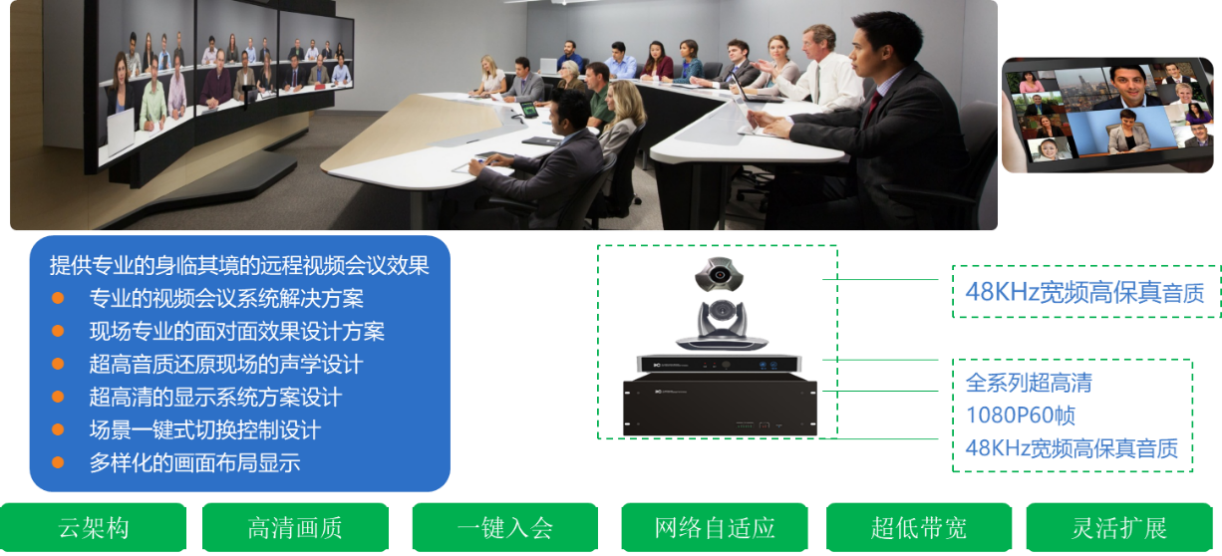 提供专业的身临其境的远程视频会议效果
专业的视频会议系统解决方案
现场专业的面对面效果设计方案
超高音质还原现场的声学设计
超高清的显示系统方案设计
场景一键式切换控制设计
多样化的画面布局显示
48KHz宽频高保真音质
全系列超高清
1080P60帧
48KHz宽频高保真音质
云架构
高清画质
一键入会
网络自适应
超低带宽
灵活扩展